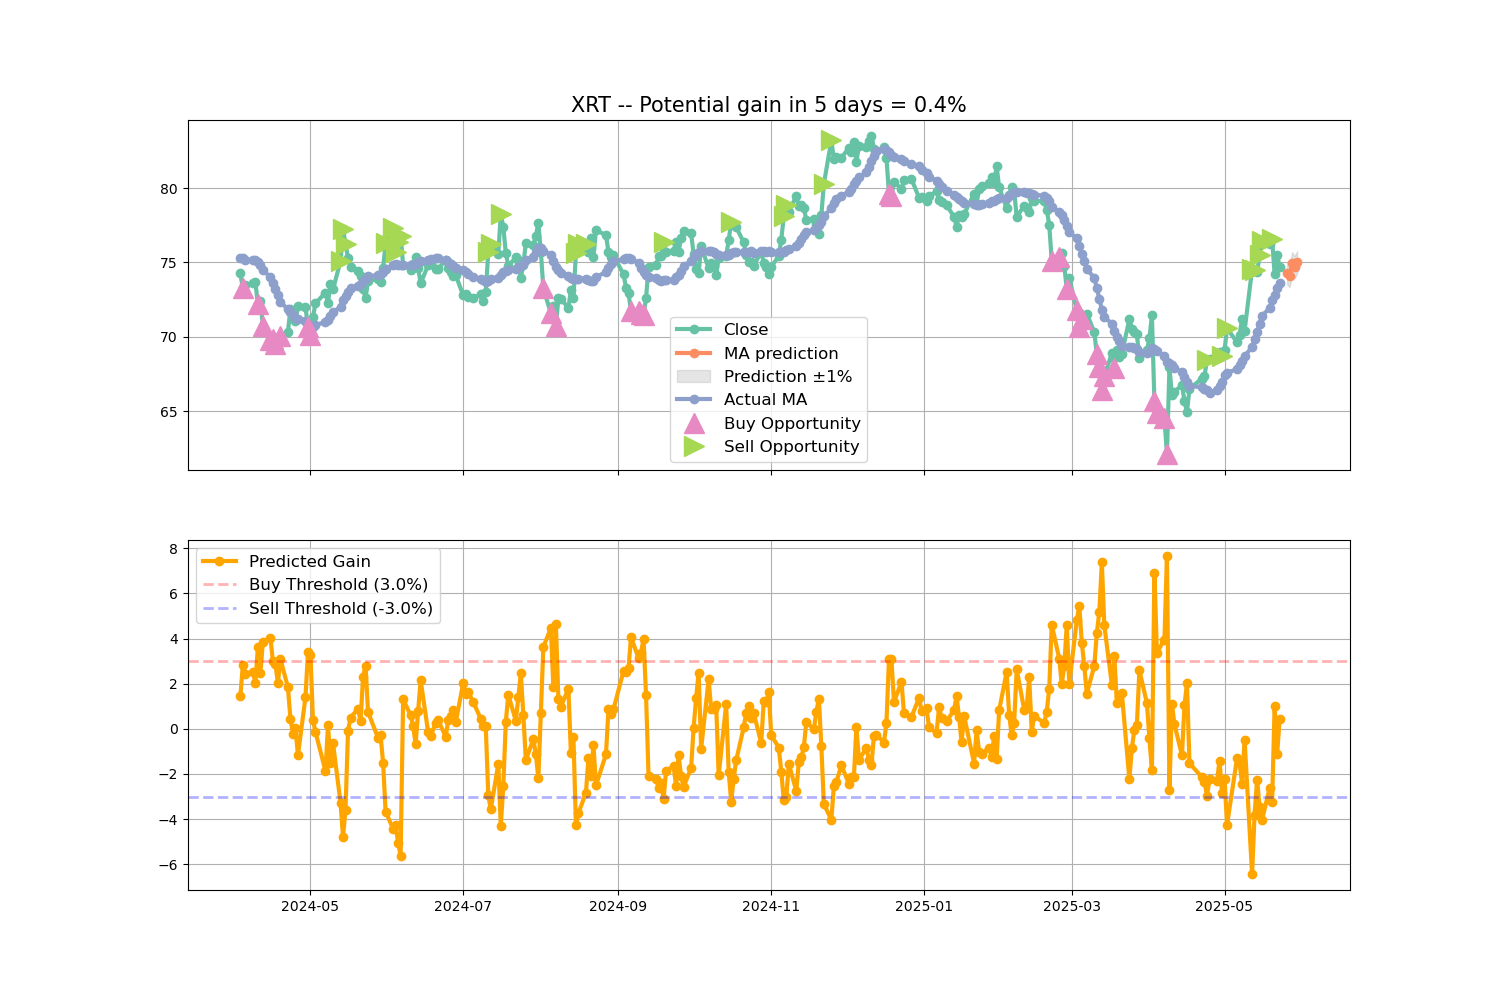 XRT -- Potential gain in 5 days = 0.4%
80
75
70
65
Close
MA prediction
Prediction ±1%
Actual MA
Buy Opportunity
Sell Opportunity
8
6
4
2
0
−2
−4
−6
Predicted Gain
Buy Threshold (3.0%)
Sell Threshold (-3.0%)
2024-05 2024-07 2024-09 2024-11 2025-01 2025-03 2025-05